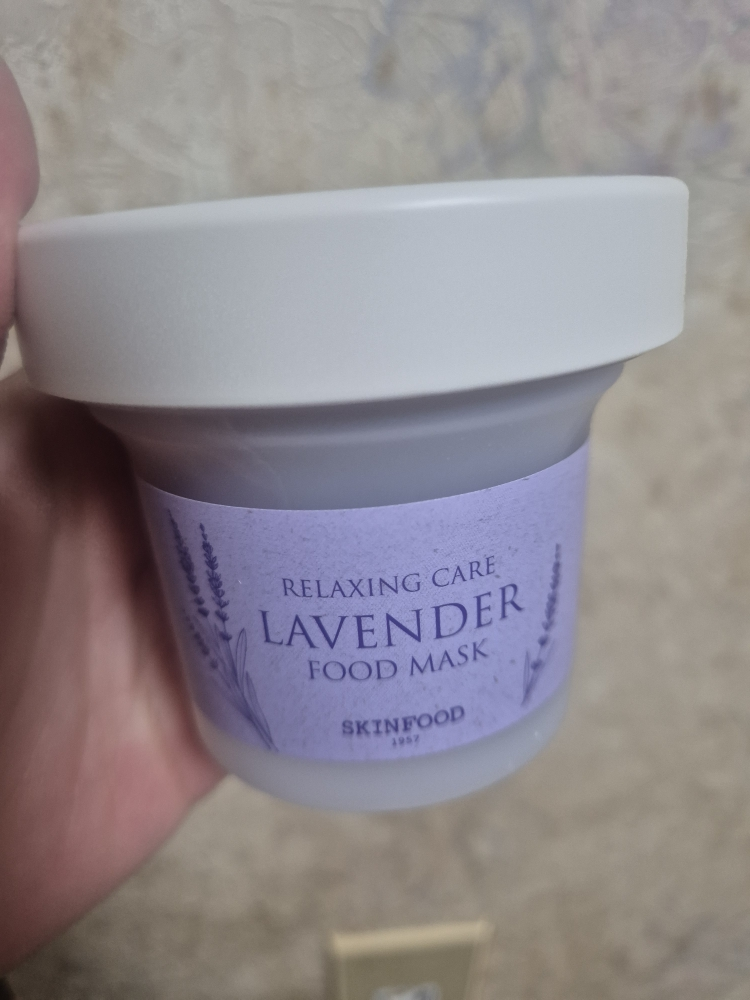 RELAXING CARE
LAVENDER
FOOD MASK
SKINFOOD
1957